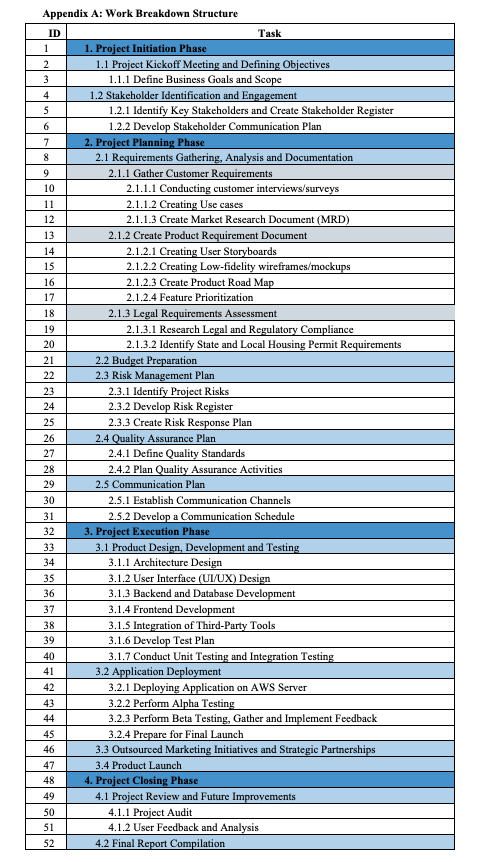 Appendix A: Work Breakdown Structure
ID Task
1 1. Project Initiation Phase
2 1.1 Project Kickoff Meeting and Defining Objectives
3 1.1.1 Define Business Goals and Scope
4 1.2 Stakeholder Identification and Engagement
5 1.2.1 Identify Key Stakeholders and Create Stakeholder Register
6 1.2.2 Develop Stakeholder Communication Plan
7 2. Project Planning Phase
8 2.1 Requirements Gathering, Analysis and Documentation
9 2.1.1 Gather Customer Requirements
10 2.1.1.1 Conducting customer interviews/surveys
11 2.1.1.2 Creating Use cases
12 2.1.1.3 Create Market Research Document (MRD)
13 2.1.2 Create Product Requirement Document
14 2.1.2.1 Creating User Storyboards
15 2.1.2.2 Creating Low-fidelity wireframes/mockups
16 2.1.2.3 Create Product Road Map
17 2.1.2.4 Feature Prioritization
18 2.1.3 Legal Requirements Assessment
19 2.1.3.1 Research Legal and Regulatory Compliance
20 2.1.3.2 Identify State and Local Housing Permit Requirements
21 2.2 Budget Preparation
22 2.3 Risk Management Plan
23 2.3.1 Identify Project Risks
24 2.3.2 Develop Risk Register
25 2.3.3 Create Risk Response Plan
26 2.4 Quality Assurance Plan
27 2.4.1 Define Quality Standards
28 2.4.2 Plan Quality Assurance Activities
29 2.5 Communication Plan
30 2.5.1 Establish Communication Channels
31 2.5.2 Develop a Communication Schedule
32 3. Project Execution Phase
33 3.1 Product Design, Development and Testing
34 3.1.1 Architecture Design
35 3.1.2 User Interface (UI/UX) Design
36 3.1.3 Backend and Database Development
37 3.1.4 Frontend Development
38 3.1.5 Integration of Third-Party Tools
39 3.1.6 Develop Test Plan
40 3.1.7 Conduct Unit Testing and Integration Testing
41 3.2 Application Deployment
42 3.2.1 Deploying Application on AWS Server
43 3.2.2 Perform Alpha Testing
44 3.2.3 Perform Beta Testing, Gather and Implement Feedback
45 3.2.4 Prepare for Final Launch
46 3.3 Outsourced Marketing Initiatives and Strategic Partnerships
47 3.4 Product Launch
48 4. Project Closing Phase
49 4.1 Project Review and Future Improvements
50 4.1.1 Project Audit
51 4.1.2 User Feedback and Analysis
52 4.2 Final Report Compilation